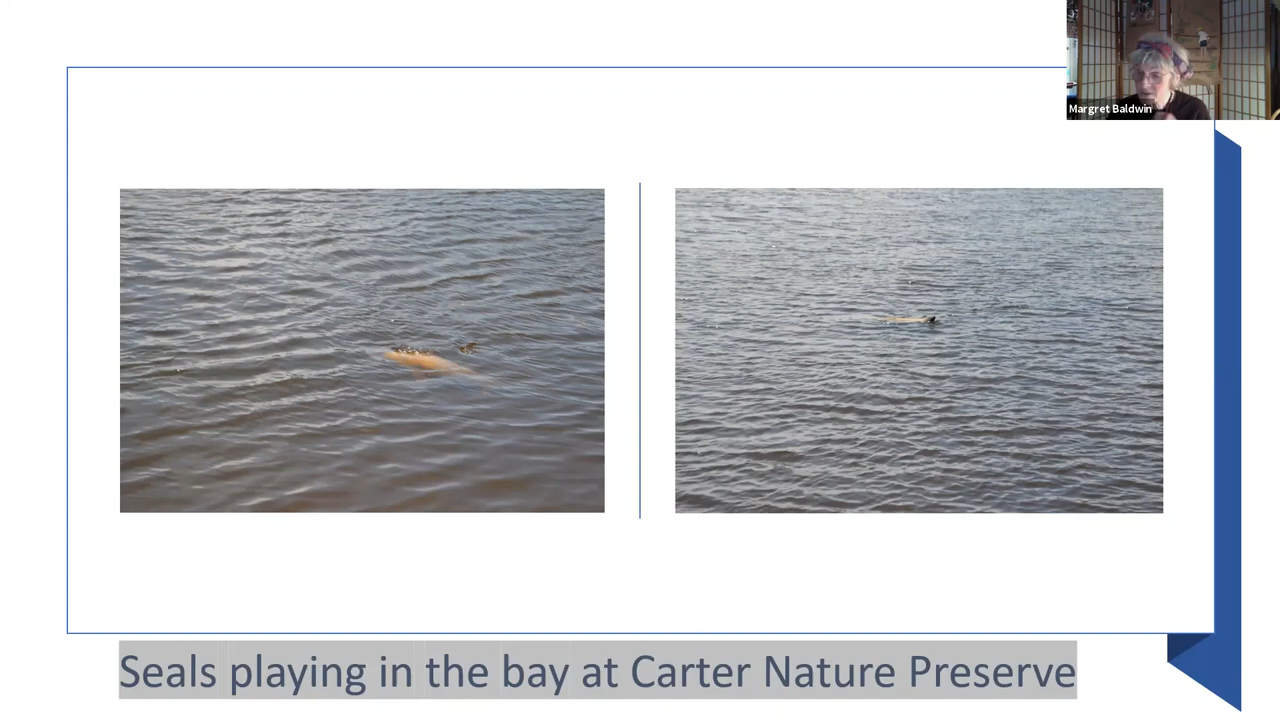 Margret Baldwin
Seals playing in the bay at Carter Nature Preserve